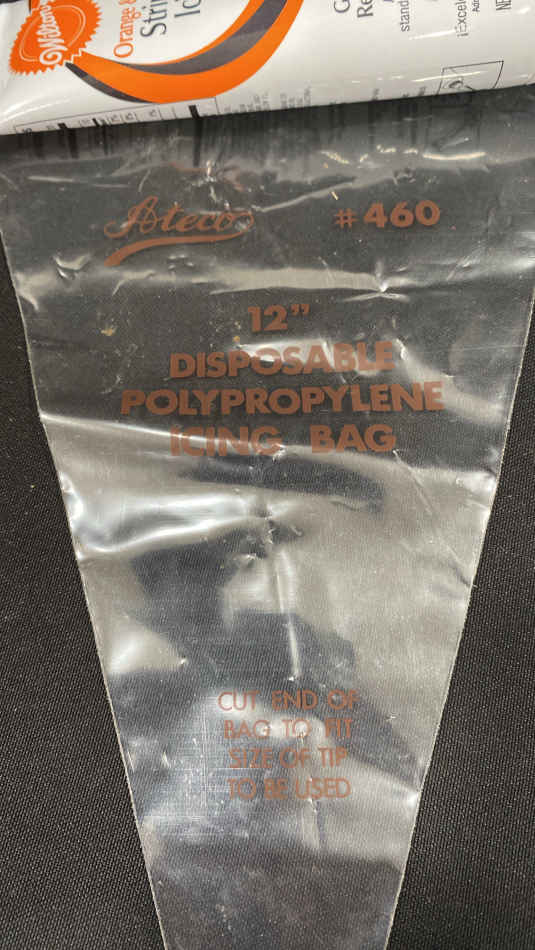 Wilton
Orange &
Ateco
#460
12"
DISPOSABLE
POLYPROPYLENE
ICING BAG
CUT END OF
BAG TO FIT
SIZE OF TIP
TO BE USED